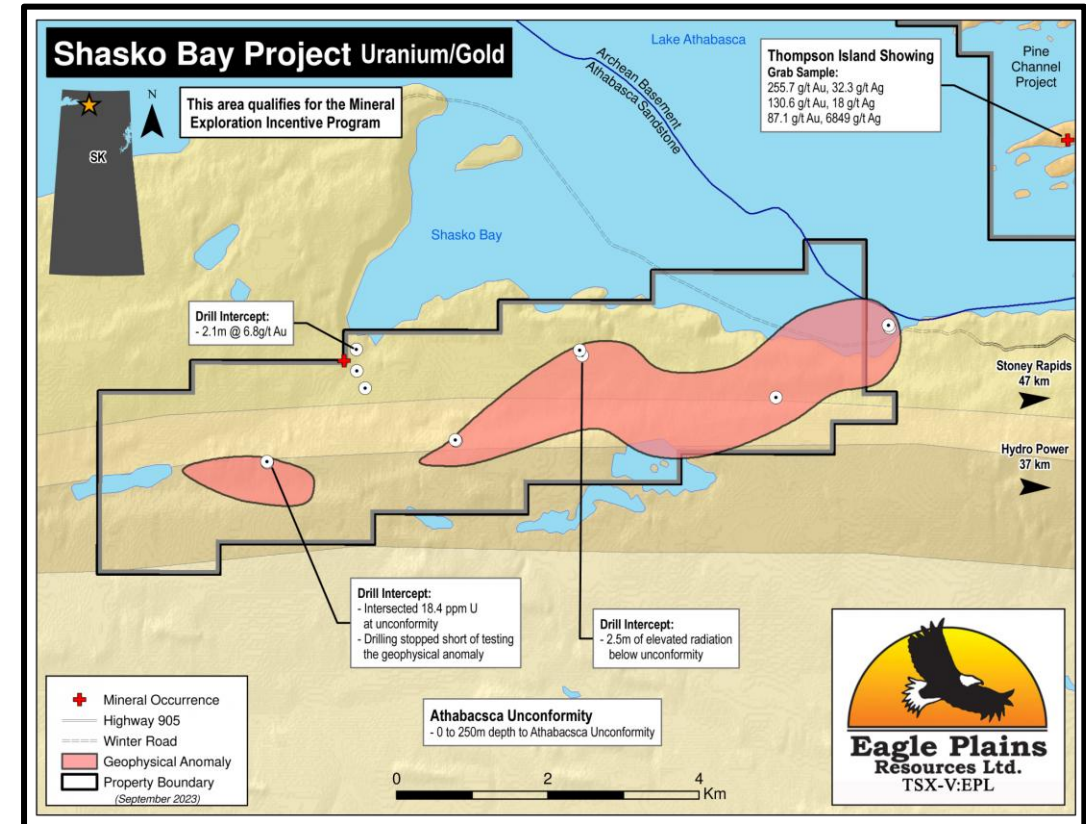 Shasko Bay Project Uranium/Gold
This area qualifies for the Mineral
Exploration Incentive Program
N
SK
Lake Athabasca
Archean Basement
Athabasca Sandstone
Thompson Island Showing
Grab Sample:
255.7 g/t Au, 32.3 g/t Ag
130.6 g/t Au, 18 g/t Ag
87.1 g/t Au, 6849 g/t Ag
Pine
Channel
Project
Shasko Bay
Drill Intercept:
- 2.1m @ 6.8g/t Au
Stoney Rapids
47 km
Hydro Power
37 km
Drill Intercept:
- Intersected 18.4 ppm U
at unconformity
- Drilling stopped short of testing
the geophysical anomaly
Drill Intercept:
- 2.5m of elevated radiation
below unconformity
Athabacsca Unconformity
- 0 to 250m depth to Athabacsca Unconformity
Mineral Occurrence
Highway 905
Winter Road
Geophysical Anomaly
Property Boundary
(September 2023)
0 2 4
Km
Eagle Plains
Resources Ltd.
TSX-V:EPL